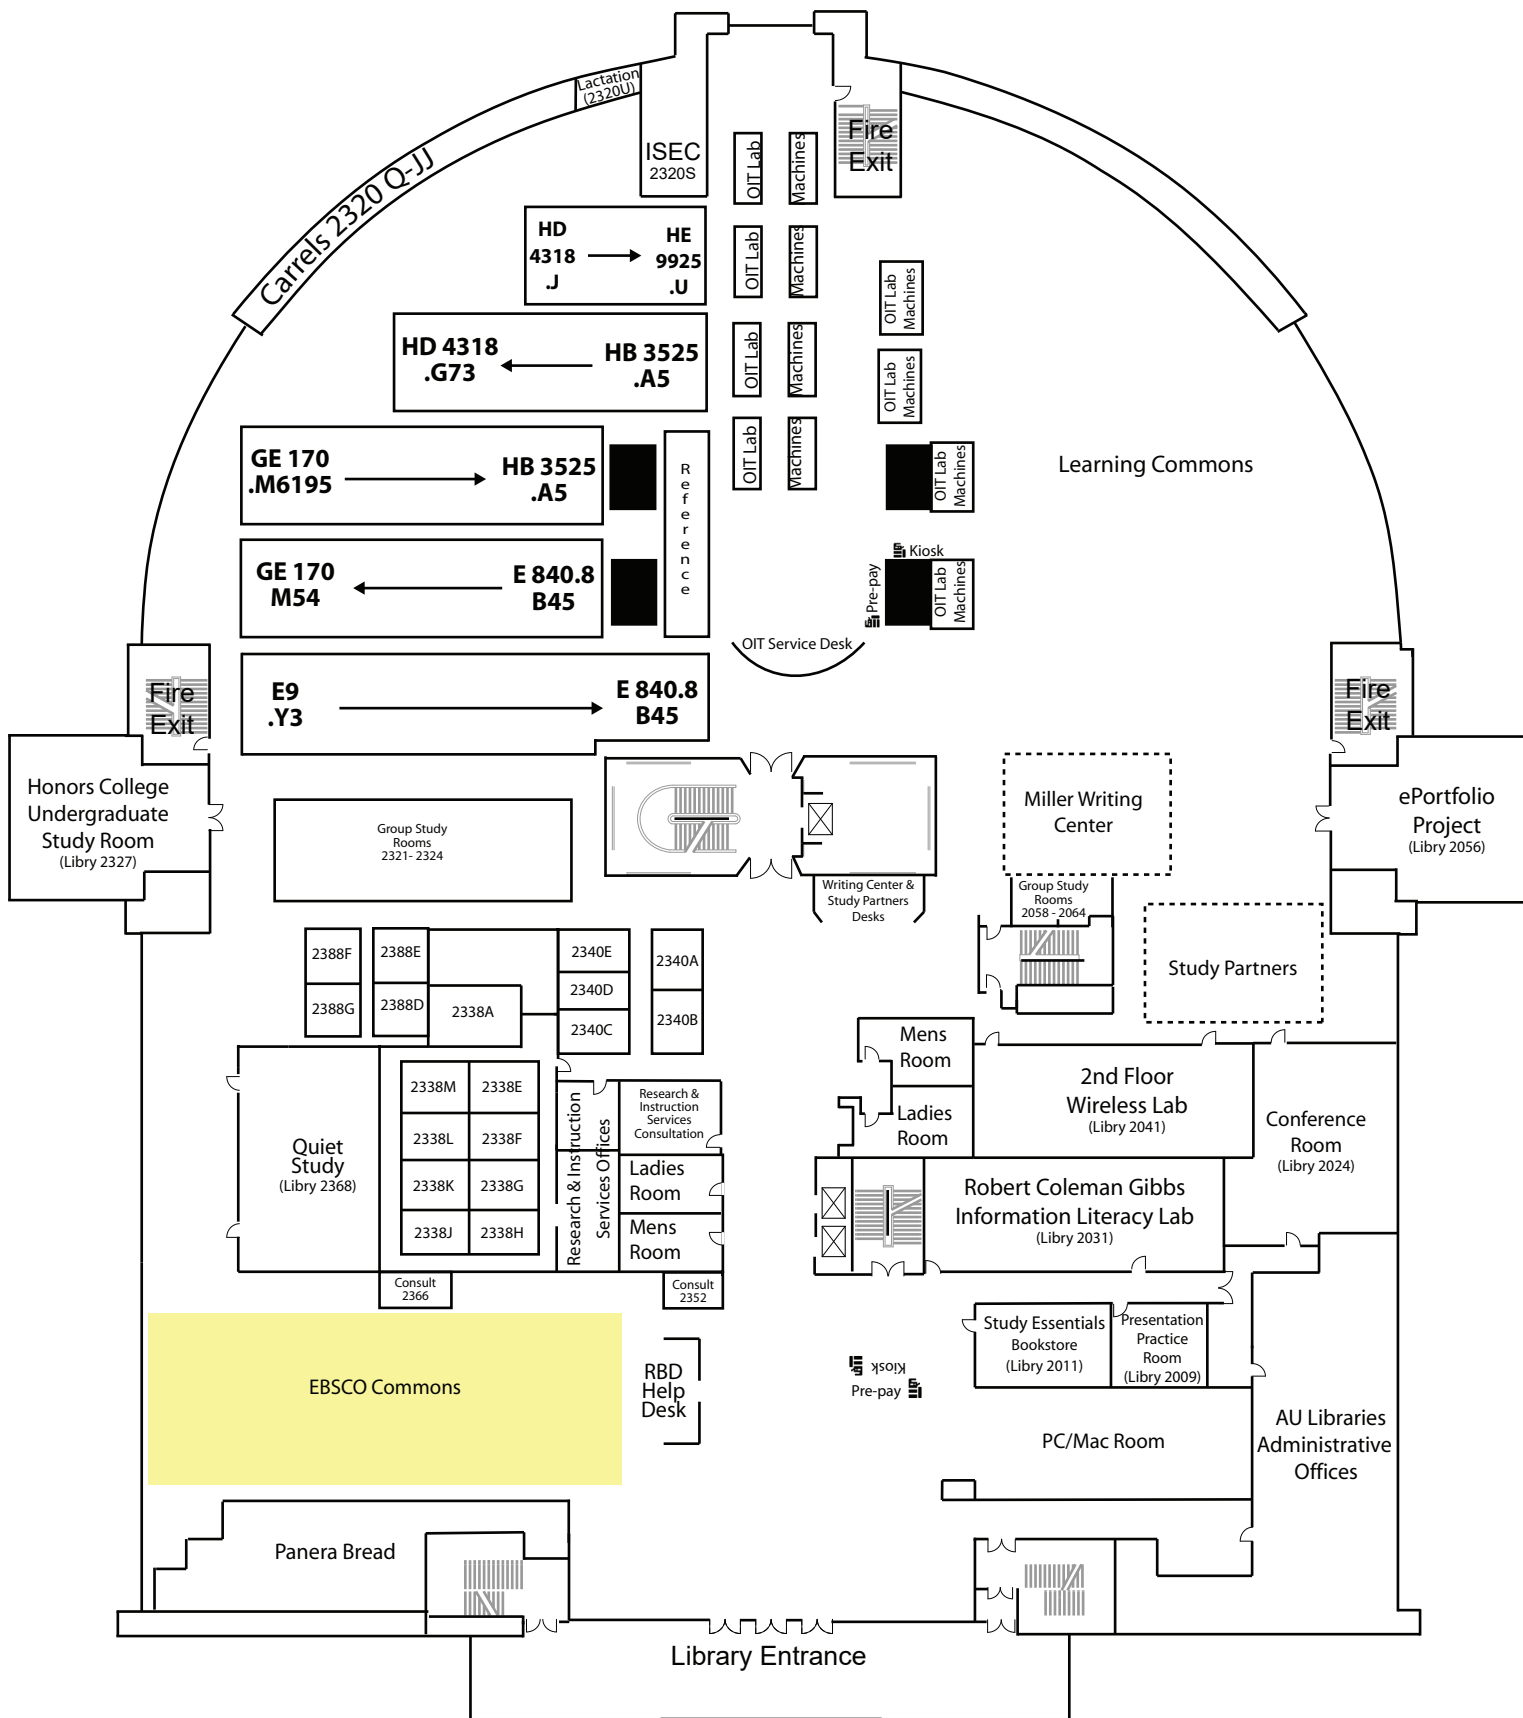 Lactation
(2320U)
Carrels 2320 Q-JJ
ISEC
2320S
Fire
Exit
OIT Lab
Machines
OIT Lab
Machines
OIT Lab
Machines
OIT Lab
Machines
HD
4318
.J
HE
9925
.U
HD 4318
.G73
HB 3525
.A5
GE 170
.M6195
HB 3525
.A5
GE 170
M54
E 840.8
B45
E9
.Y3
E 840.8
B45
Reference
OIT Lab
Machines
OIT Lab
Machines
OIT Lab
Machines
OIT Lab
Machines
Learning Commons
Kiosk
Pre-pay
OIT Service Desk
Fire
Exit
Fire
Exit
Honors College
Undergraduate
Study Room
(Libry 2327)
Group Study
Rooms
2321- 2324
Writing Center &
Study Partners
Desks
Miller Writing
Center
Group Study
Rooms
2058 - 2064
ePortfolio
Project
(Libry 2056)
Study Partners
2388F
2388G
2388E
2388D
2338A
2340E
2340D
2340C
2340A
2340B
Quiet
Study
(Libry 2368)
2338M
2338E
2338L
2338F
2338K
2338G
2338J
2338H
Research & Instruction
Services Offices
Research &
Instruction
Services
Consultation
Ladies
Room
Mens
Room
Consult
2366
Consult
2352
Mens
Room
Ladies
Room
2nd Floor
Wireless Lab
(Libry 2041)
Conference
Room
(Libry 2024)
Robert Coleman Gibbs
Information Literacy Lab
(Libry 2031)
Study Essentials
Bookstore
(Libry 2011)
Presentation
Practice
Room
(Libry 2009)
EBSCO Commons
RBD
Help
Desk
Kiosk
Pre-pay
PC/Mac Room
AU Libraries
Administrative
Offices
Panera Bread
Library Entrance